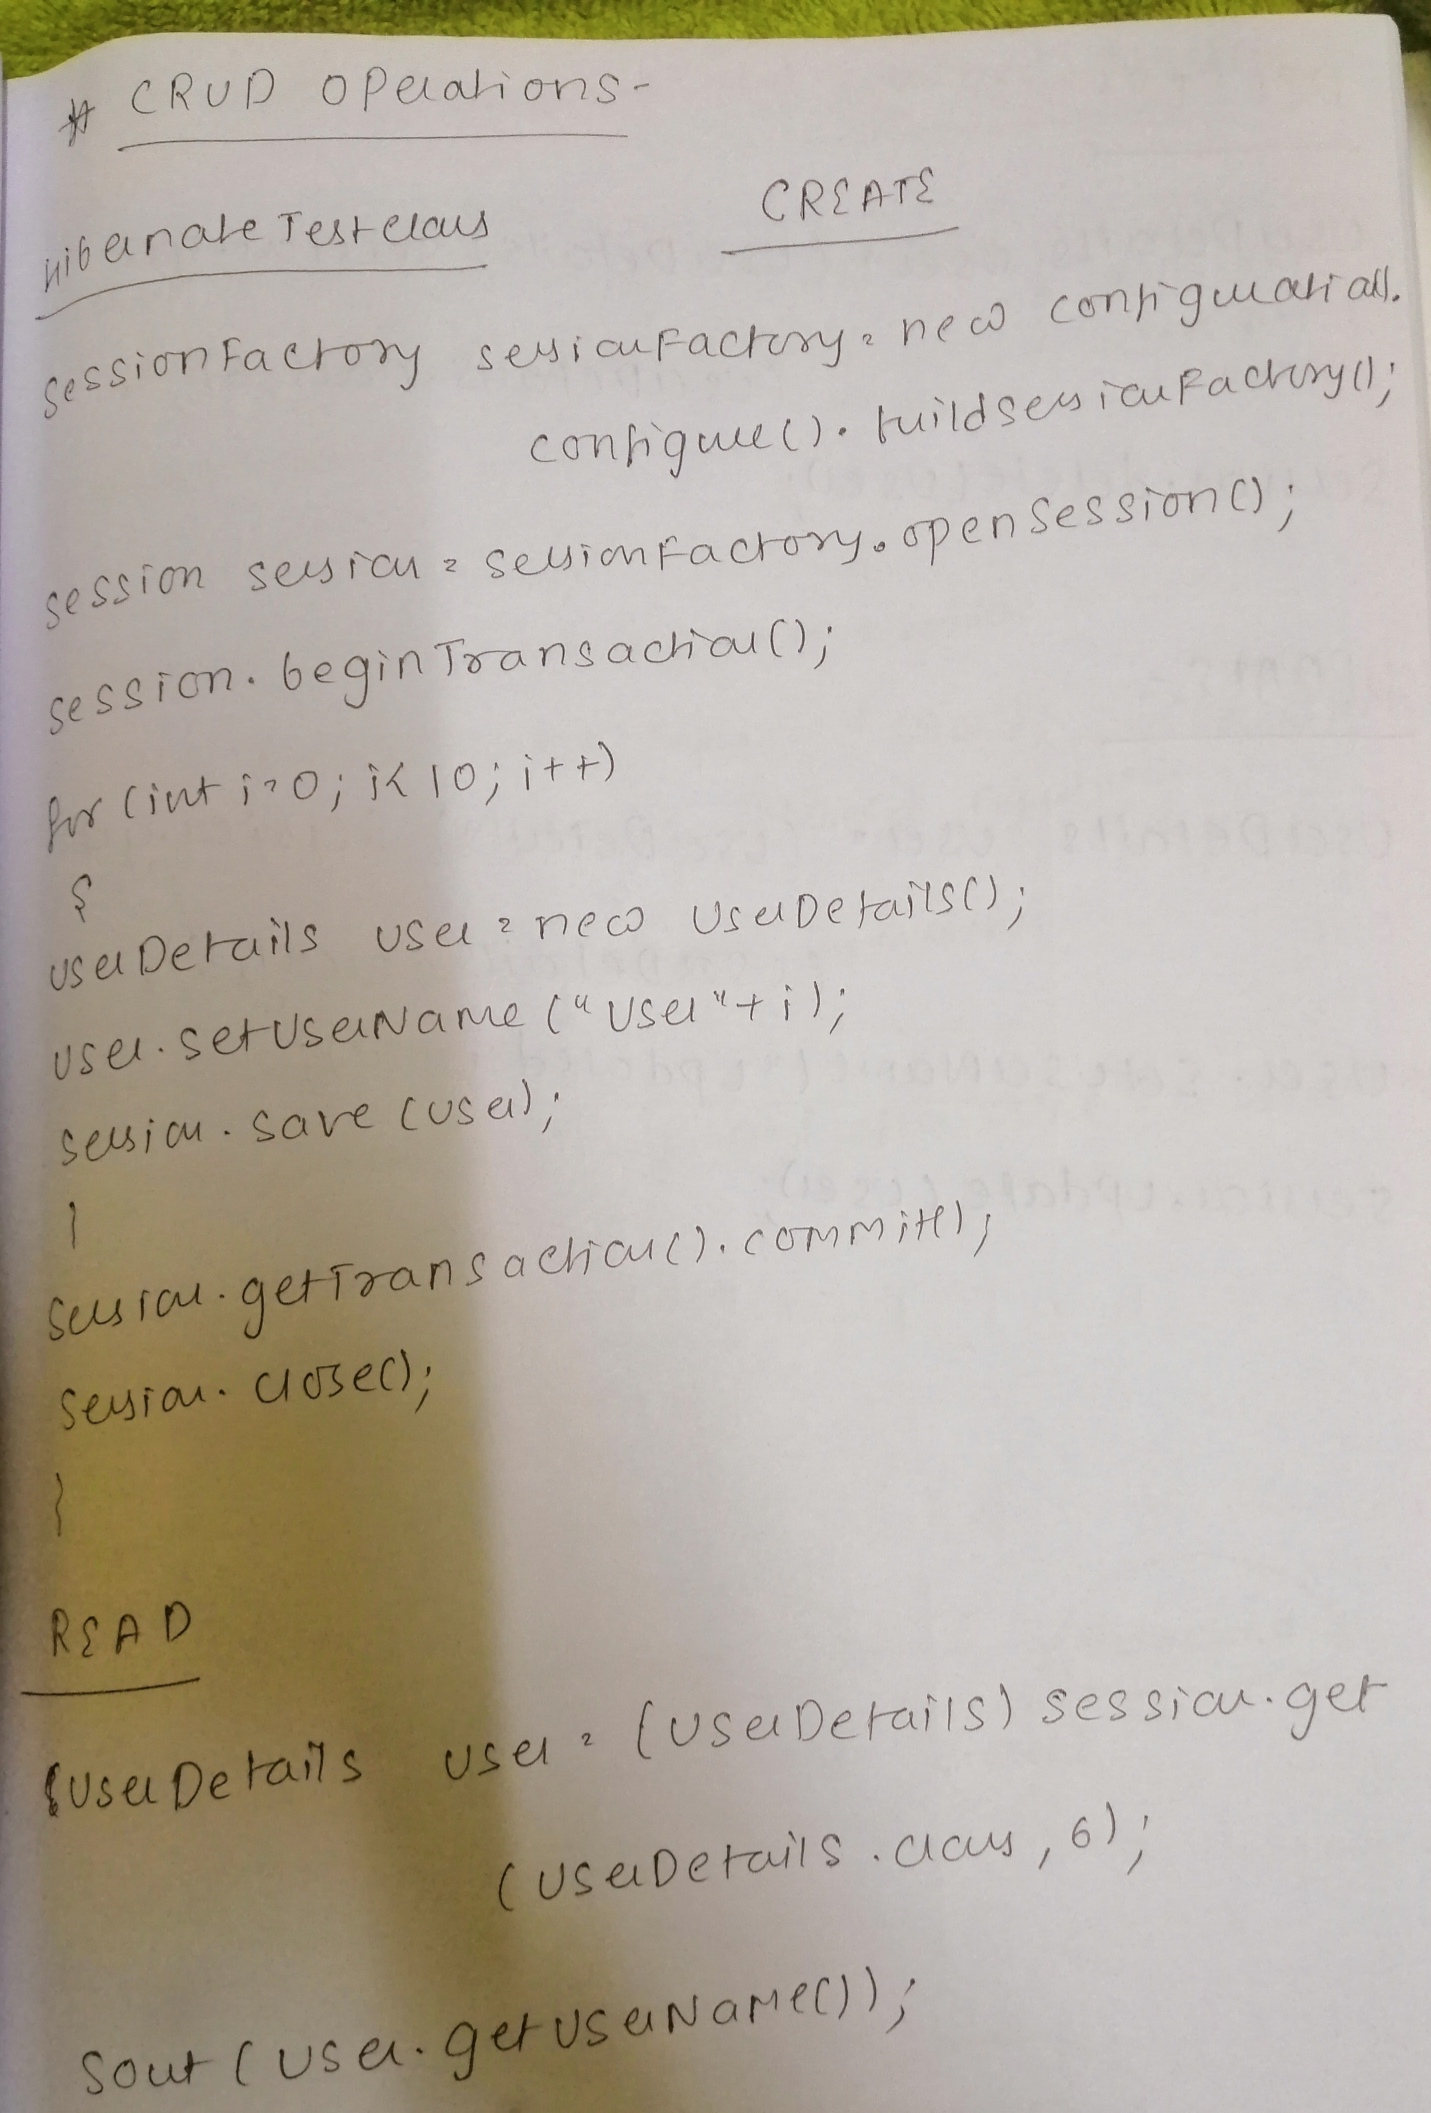 # CRUD Operations-
Hibernate Test class
CREATE
SessionFactory sessionFactory = new configuration().
configure().buildsessionFactory();
session session = sessionFactory.openSession();
session.beginTransaction();
for (int i=0; i<10; i++)
{
userDetails user = new UserDetails();
user.setUserName("User"+i);
session.save(user);
}
session.getTransaction().commit();
session.close();
}
READ
UserDetails user = (UserDetails) session.get
(UserDetails.class, 6);
Sout(user.getUserName());